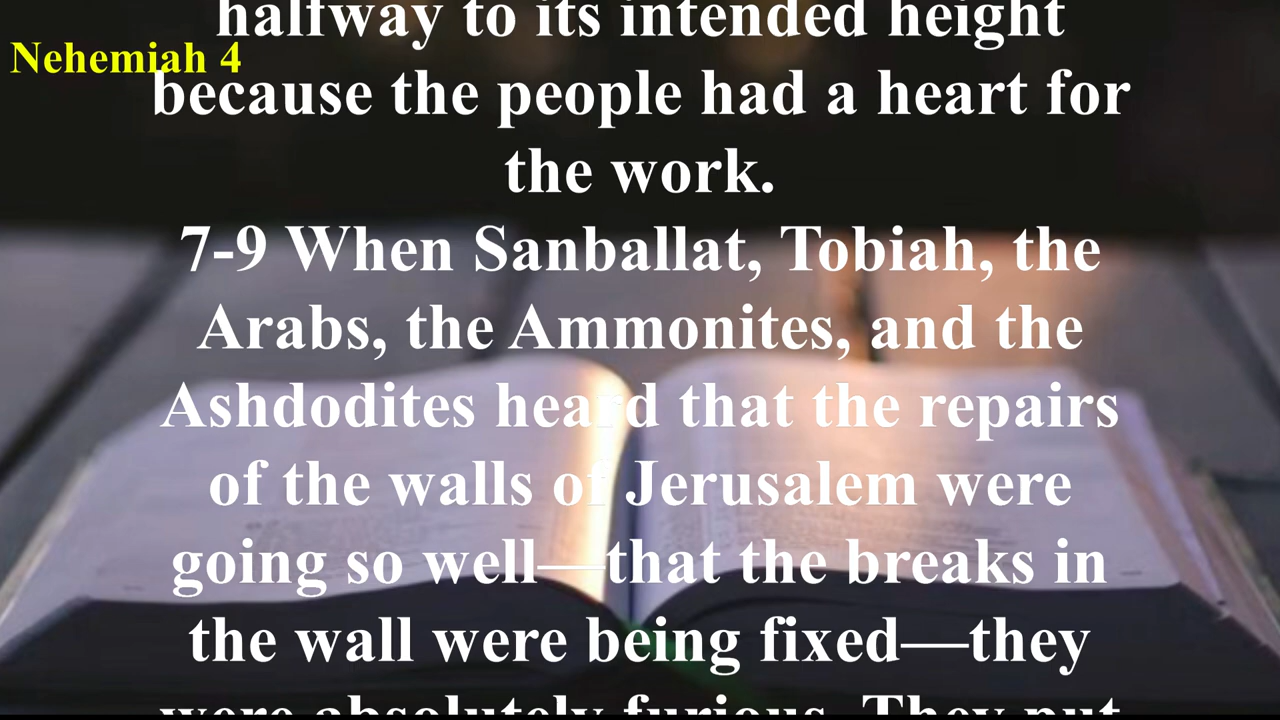 halfway to its intended height
Nehemiah 4
because the people had a heart for
the work.
7-9 When Sanballat, Tobiah, the
Arabs, the Ammonites, and the
Ashdodites heard that the repairs
of the walls of Jerusalem were
going so well—that the breaks in
the wall were being fixed—they
were absolutely furious. They put